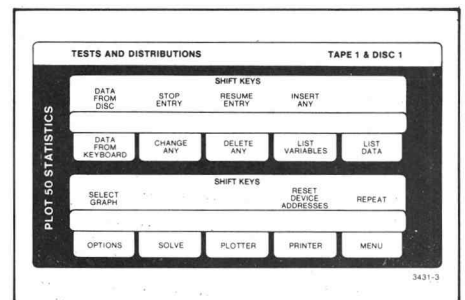 TESTS AND DISTRIBUTIONS TAPE 1 & DISC 1
PLOT 50 STATISTICS
SHIFT KEYS
DATA FROM DISC
STOP ENTRY
RESUME ENTRY
INSERT ANY
DATA FROM KEYBOARD
CHANGE ANY
DELETE ANY
LIST VARIABLES
LIST DATA
SHIFT KEYS
SELECT GRAPH
RESET DEVICE ADDRESSES
REPEAT
OPTIONS
SOLVE
PLOTTER
PRINTER
MENU
3431-3